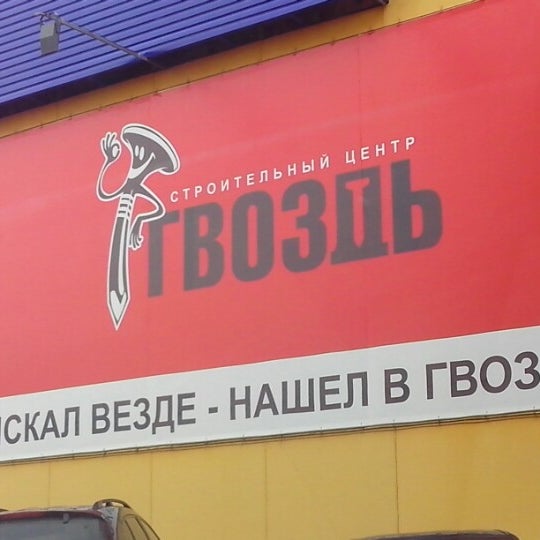 СТРОИТЕЛЬНЫЙ ЦЕНТР
ГВОЗДЬ
ИСКАЛ ВЕЗДЕ - НАШЕЛ В ГВОЗ